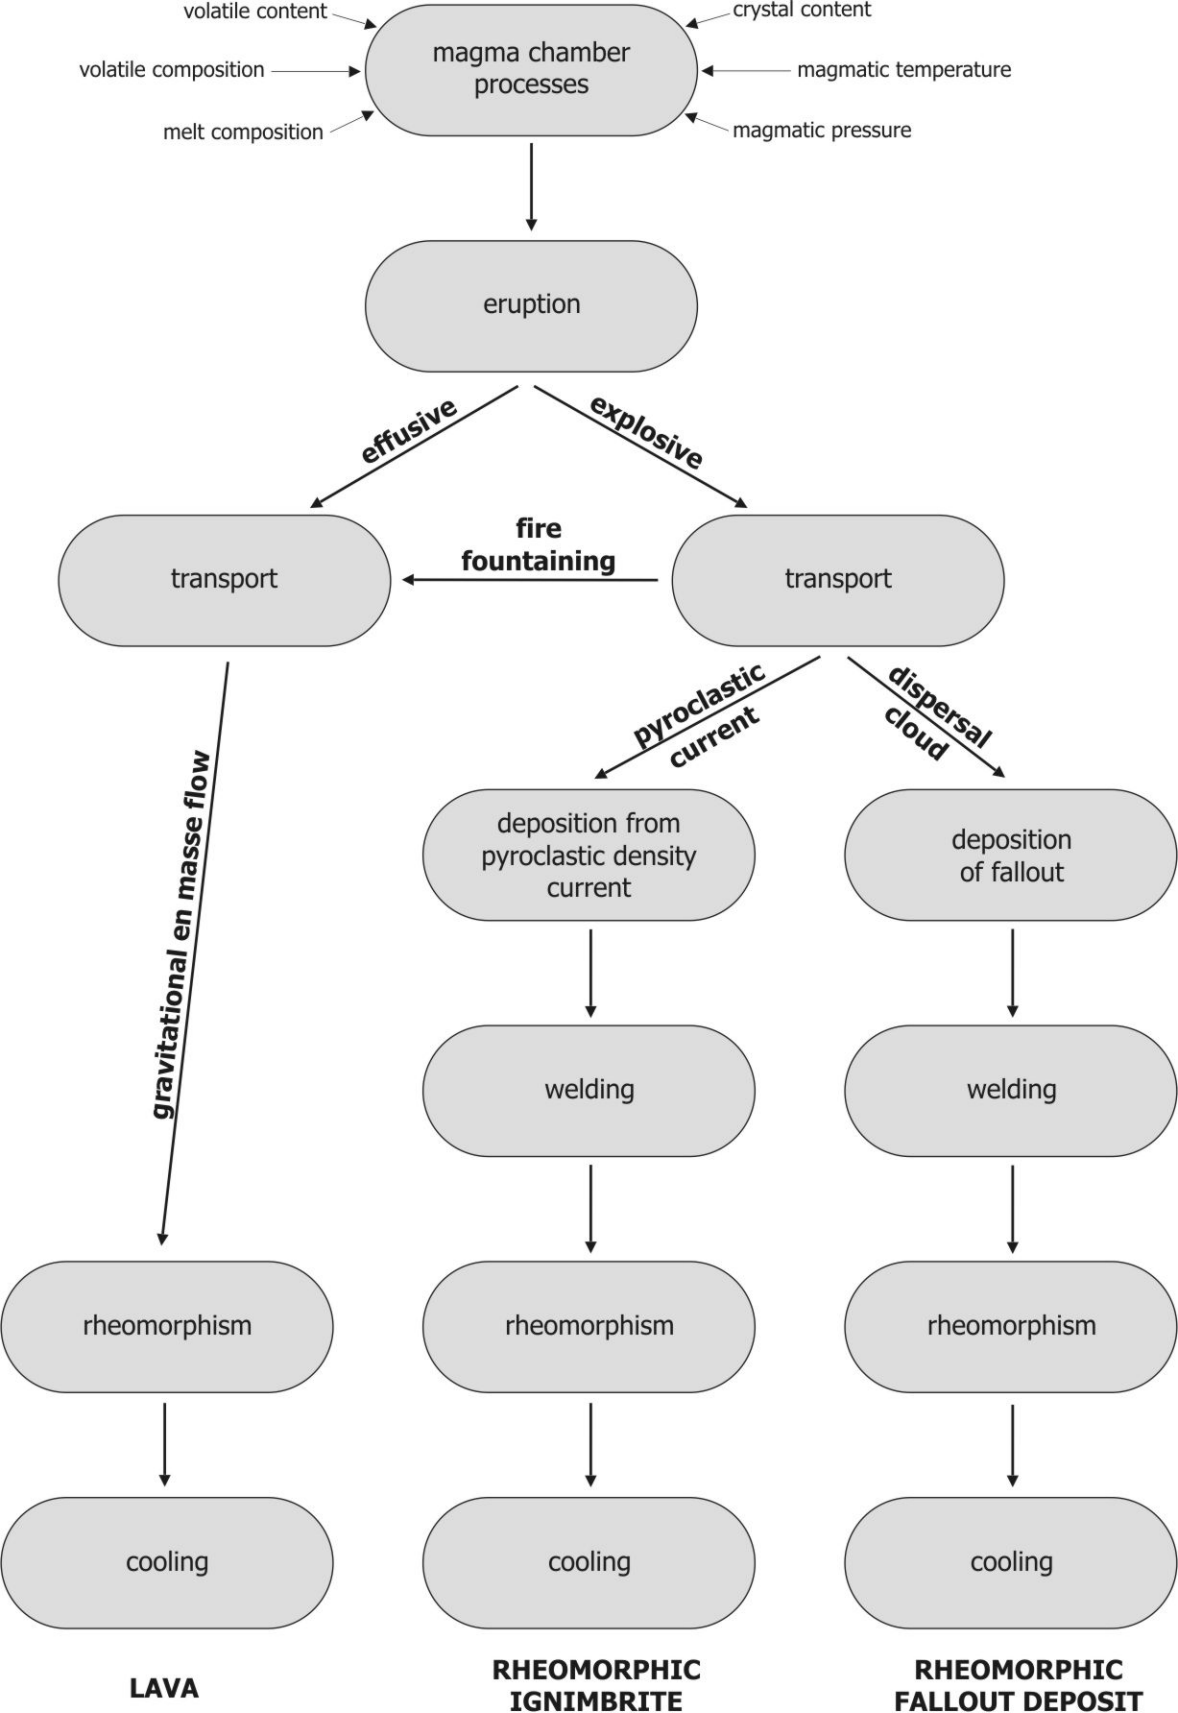 volatile content
crystal content
magma chamber
processes
volatile composition
magmatic temperature
melt composition
magmatic pressure
eruption
effusive
explosive
fire
fountaining
transport
transport
pyroclastic
current
dispersal
cloud
gravitational en masse flow
deposition from
pyroclastic density
current
deposition
of fallout
welding
welding
rheomorphism
rheomorphism
rheomorphism
cooling
cooling
cooling
LAVA
RHEOMORPHIC
IGNIMBRITE
RHEOMORPHIC
FALLOUT DEPOSIT